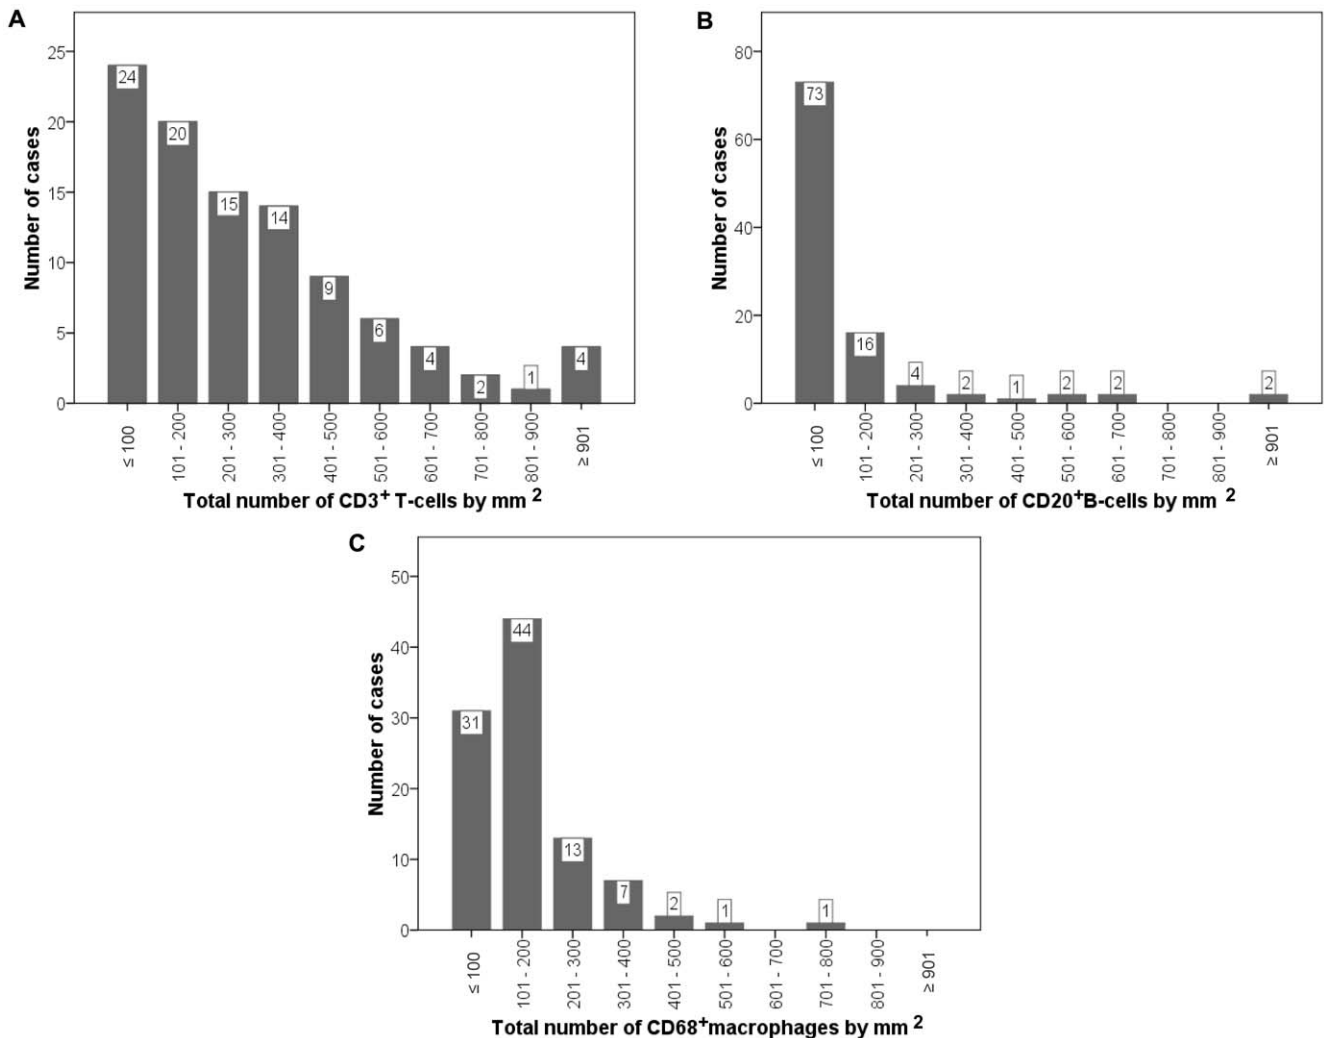 A
Number of cases
25
20
15
10
5
0
24
20
15
14
9
6
4
2
1
4
≤ 100
101 - 200
201 - 300
301 - 400
401 - 500
501 - 600
601 - 700
701 - 800
801 - 900
≥ 901
Total number of CD3⁺ T-cells by mm ²
B
Number of cases
80
60
40
20
0
73
16
4
2
1
2
2
2
≤ 100
101 - 200
201 - 300
301 - 400
401 - 500
501 - 600
601 - 700
701 - 800
801 - 900
≥ 901
Total number of CD20⁺B-cells by mm ²
C
Number of cases
50
40
30
20
10
0
31
44
13
7
2
1
1
≤ 100
101 - 200
201 - 300
301 - 400
401 - 500
501 - 600
601 - 700
701 - 800
801 - 900
≥ 901
Total number of CD68⁺macrophages by mm ²